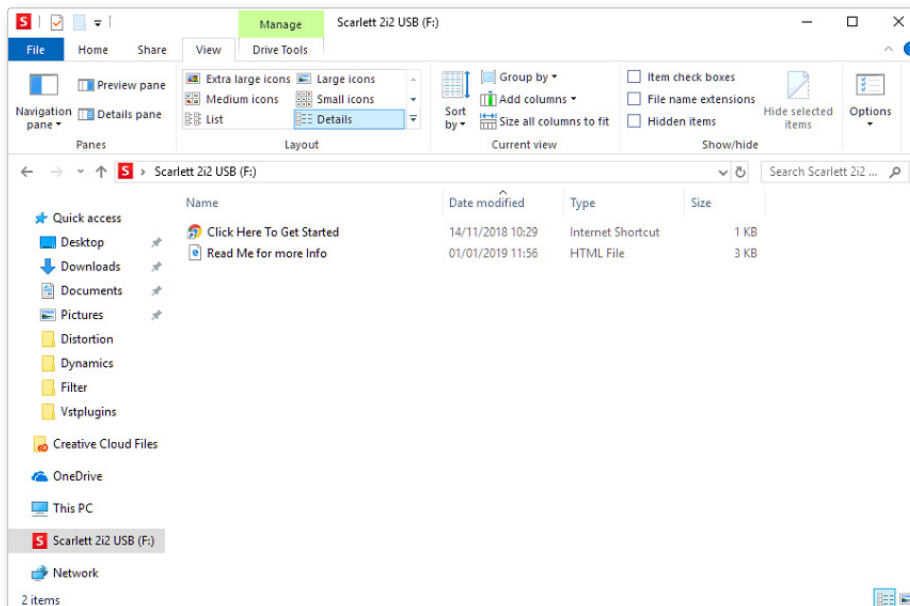 S Manage Scarlett 2i2 USB (F:)
File Home Share View Drive Tools
Navigation pane
Preview pane
Details pane
Panes
Extra large icons Large icons
Medium icons Small icons
List Details
Layout
Sort by
Group by
Add columns
Size all columns to fit
Current view
Item check boxes
File name extensions
Hidden items
Hide selected items
Show/hide
Options
S Scarlett 2i2 USB (F:) Search Scarlett 2i2 ...
Name Date modified Type Size
Click Here To Get Started 14/11/2018 10:29 Internet Shortcut 1 KB
Read Me for more Info 01/01/2019 11:56 HTML File 3 KB
Quick access
Desktop
Downloads
Documents
Pictures
Distortion
Dynamics
Filter
Vstplugins
Creative Cloud Files
OneDrive
This PC
S Scarlett 2i2 USB (F:)
Network
2 items